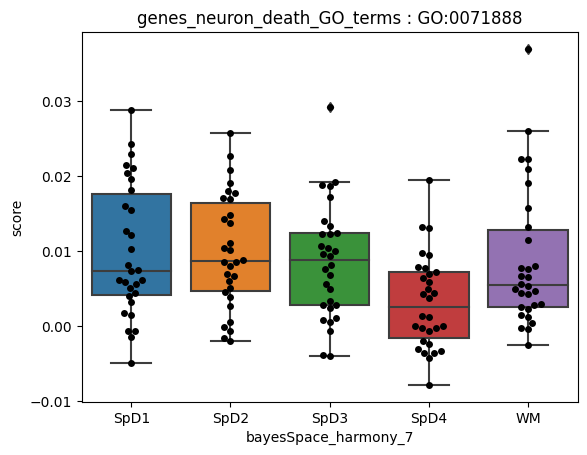 genes_neuron_death_GO_terms : GO:0071888
score
0.03
0.02
0.01
0.00
−0.01
SpD1 SpD2 SpD3 SpD4 WM
bayesSpace_harmony_7